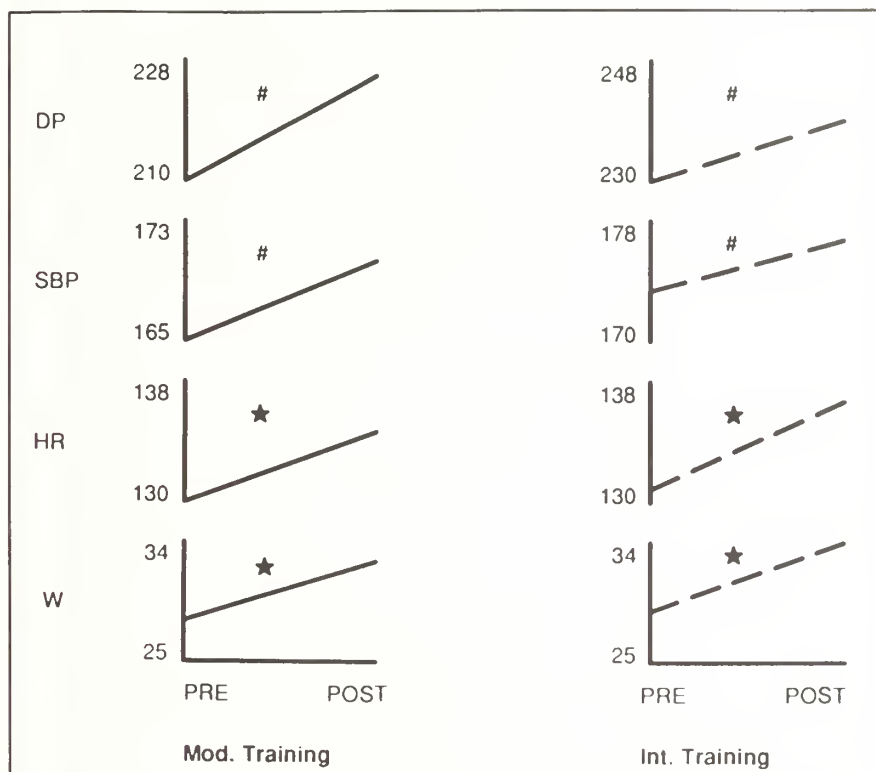 228 248
# #
DP
210 230
173 178
# #
SBP
165 170
138 138
★ ★
HR
130 130
34 34
★ ★
W
25 25
PRE POST PRE POST
Mod. Training Int. Training